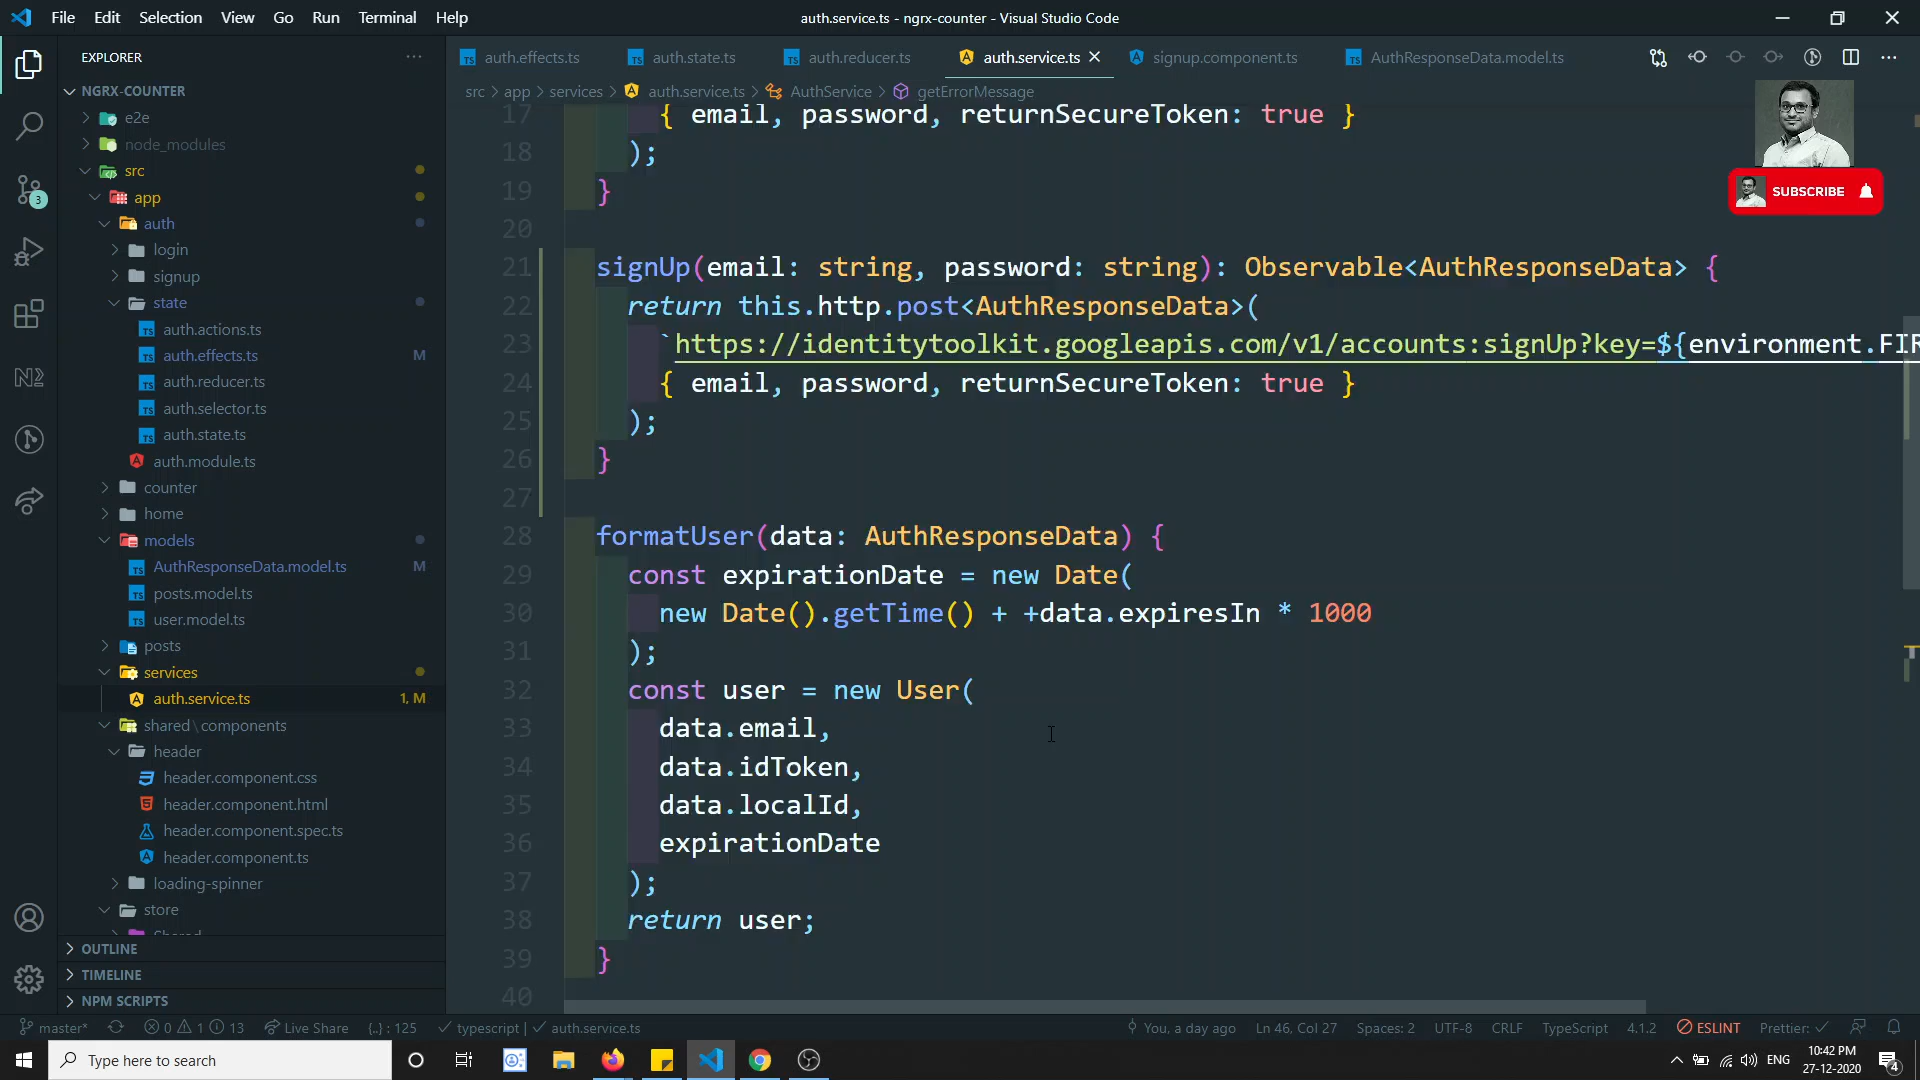 File Edit Selection View Go Run Terminal Help
auth.service.ts - ngrx-counter - Visual Studio Code
EXPLORER
NGRX-COUNTER
e2e
node_modules
src
app
auth
login
signup
state
auth.actions.ts
auth.effects.ts M
auth.reducer.ts
auth.selector.ts
auth.state.ts
auth.module.ts
counter
home
models
AuthResponseData.model.ts M
posts.model.ts
user.model.ts
posts
services
auth.service.ts 1, M
shared\components
header
header.component.css
header.component.html
header.component.spec.ts
header.component.ts
loading-spinner
store
Shared
OUTLINE
TIMELINE
NPM SCRIPTS
3
auth.effects.ts auth.state.ts auth.reducer.ts auth.service.ts signup.component.ts AuthResponseData.model.ts
src > app > services > auth.service.ts > AuthService > getErrorMessage
SUBSCRIBE
17 { email, password, returnSecureToken: true }
18 );
19 }
20
21 signUp(email: string, password: string): Observable<AuthResponseData> {
22 return this.http.post<AuthResponseData>(
23 `https://identitytoolkit.googleapis.com/v1/accounts:signUp?key=${environment.FIR
24 { email, password, returnSecureToken: true }
25 );
26 }
27
28 formatUser(data: AuthResponseData) {
29 const expirationDate = new Date(
30 new Date().getTime() + +data.expiresIn * 1000
31 );
32 const user = new User(
33 data.email,
34 data.idToken,
35 data.localId,
36 expirationDate
37 );
38 return user;
39 }
40
master* 0 1 13 Live Share {..} : 125 typescript | auth.service.ts You, a day ago Ln 46, Col 27 Spaces: 2 UTF-8 CRLF TypeScript 4.1.2 ESLINT Prettier:
Type here to search
ENG
10:42 PM
27-12-2020
4